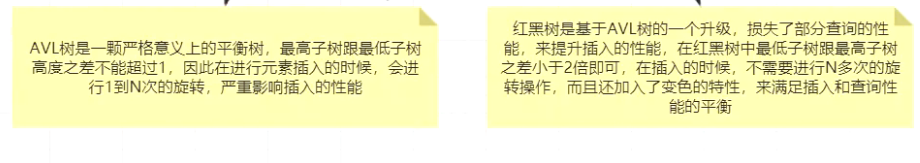 AVL树是一颗严格意义上的平衡树，最高子树跟最低子树
高度之差不能超过1，因此在进行元素插入的时候，会进
行1到N次的旋转，严重影响插入的性能
红黑树是基于AVL树的一个升级，损失了部分查询的性
能，来提升插入的性能，在红黑树中最低子树跟最高子树
之差小于2倍即可，在插入的时候，不需要进行N多次的旋
转操作，而且还加入了变色的特性，来满足插入和查询性
能的平衡